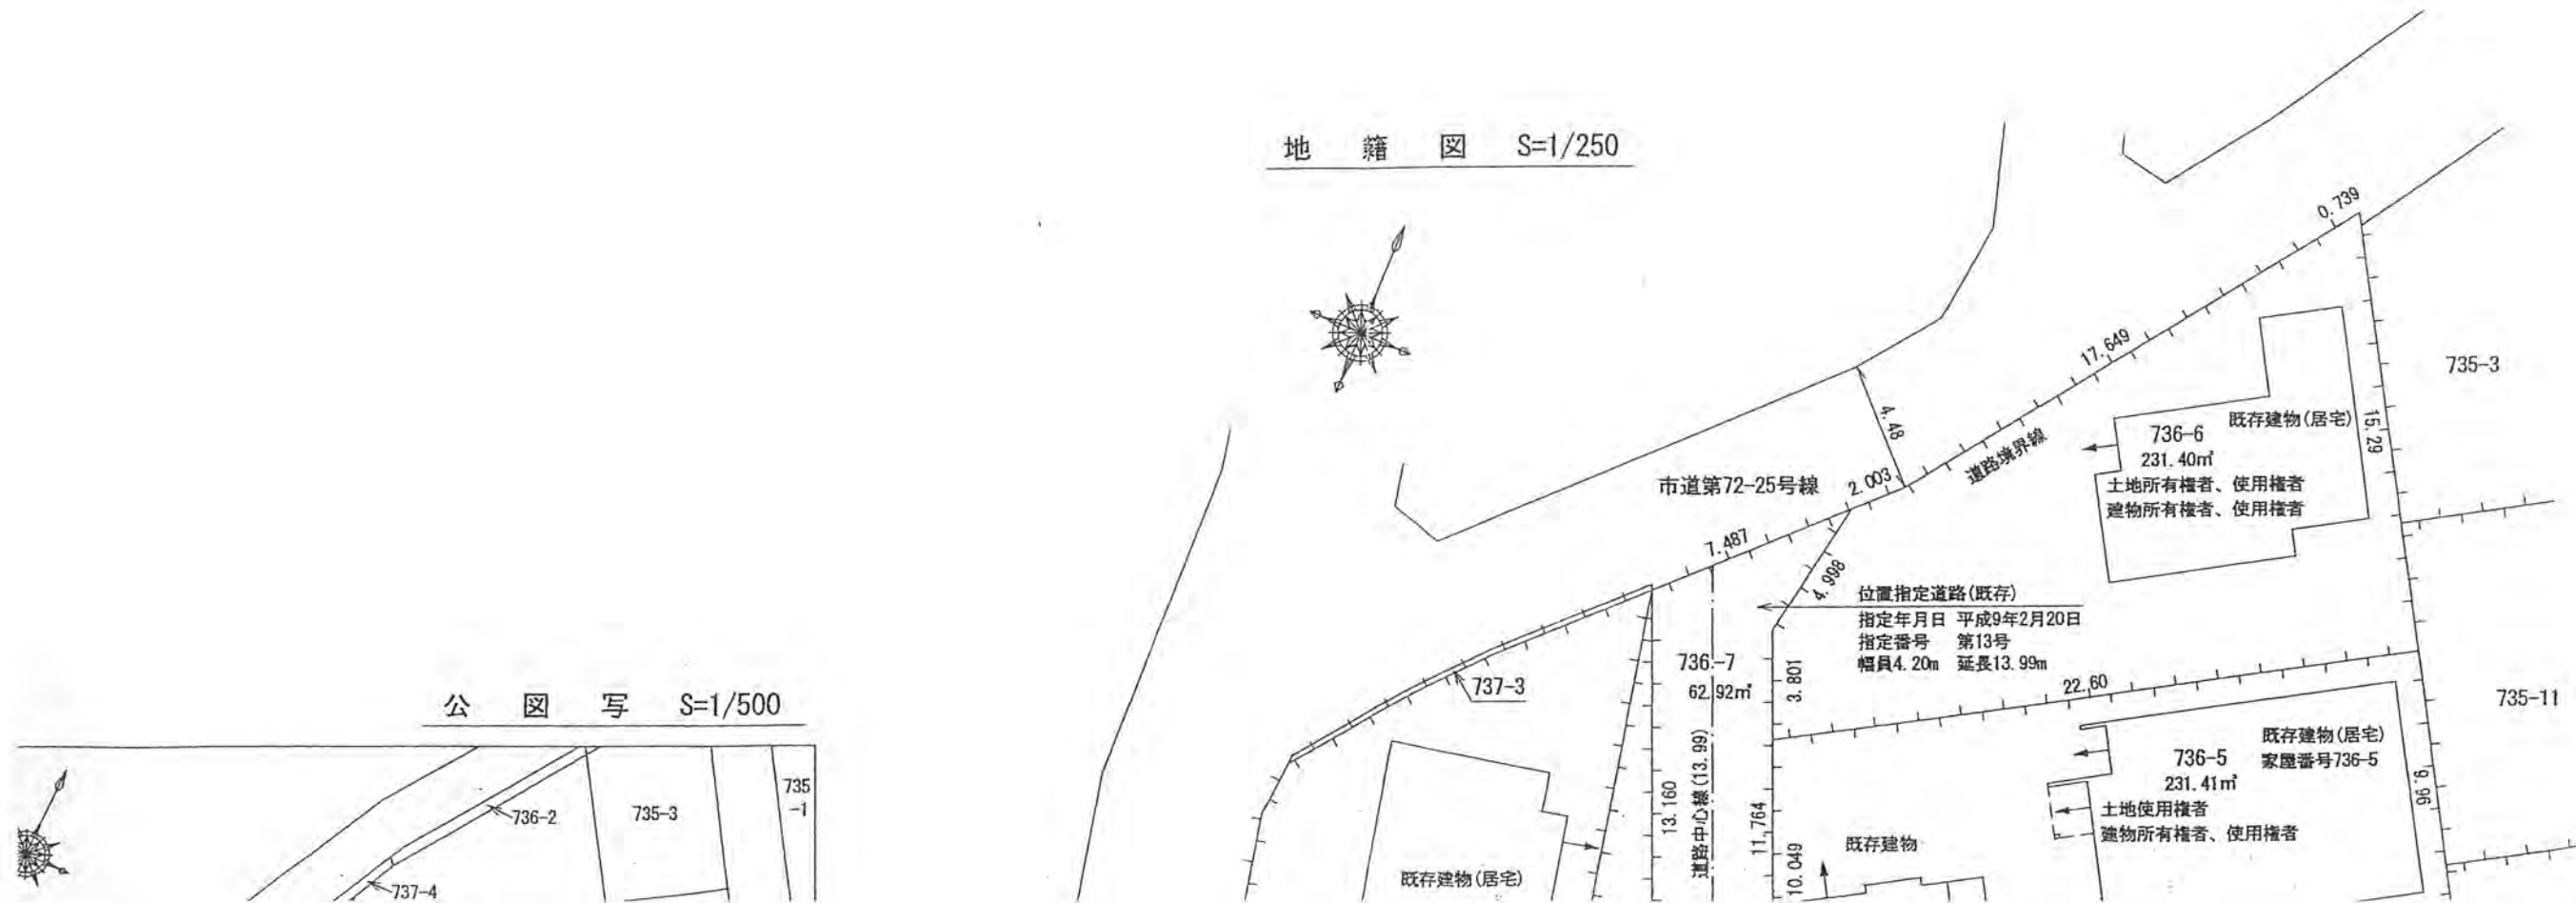 地籍図 S=1/250
0.739
17.649
735-3
4.48
既存建物(居宅)
15.29
736-6
231.40㎡
土地所有権者、使用権者
建物所有権者、使用権者
道路境界線
市道第72-25号線
2.003
7.487
4.998
位置指定道路(既存)
指定年月日 平成9年2月20日
指定番号 第13号
幅員4.20m 延長13.99m
736-7
62.92㎡
737-3
3.801
22.60
735-11
既存建物(居宅)
家屋番号736-5
736-5
231.41㎡
土地使用権者
建物所有権者、使用権者
9.96
13.160
道路中心線(13.99)
11.764
10.049
既存建物
既存建物(居宅)
公図写 S=1/500
736-2
735-3
735
-1
737-4